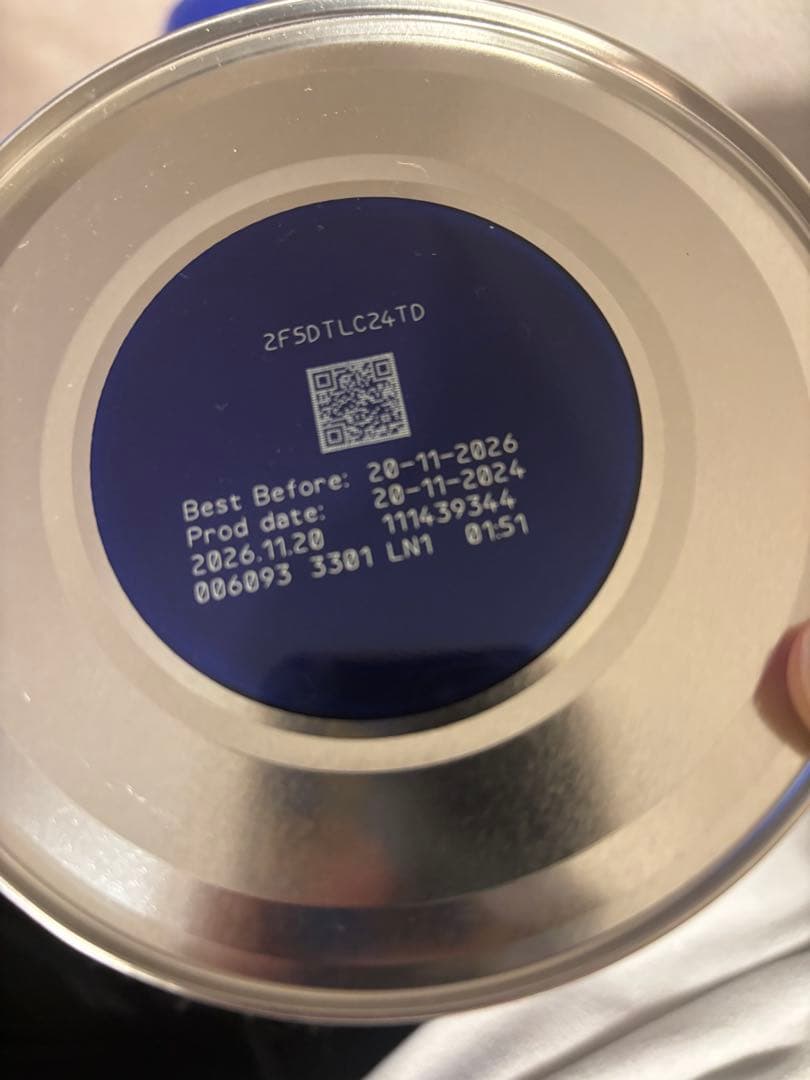 2F5DTLC24TD
Best Before: 20-11-2026
Prod date: 20-11-2024
2026.11.20 111439344
006093 3301 LN1 01:51